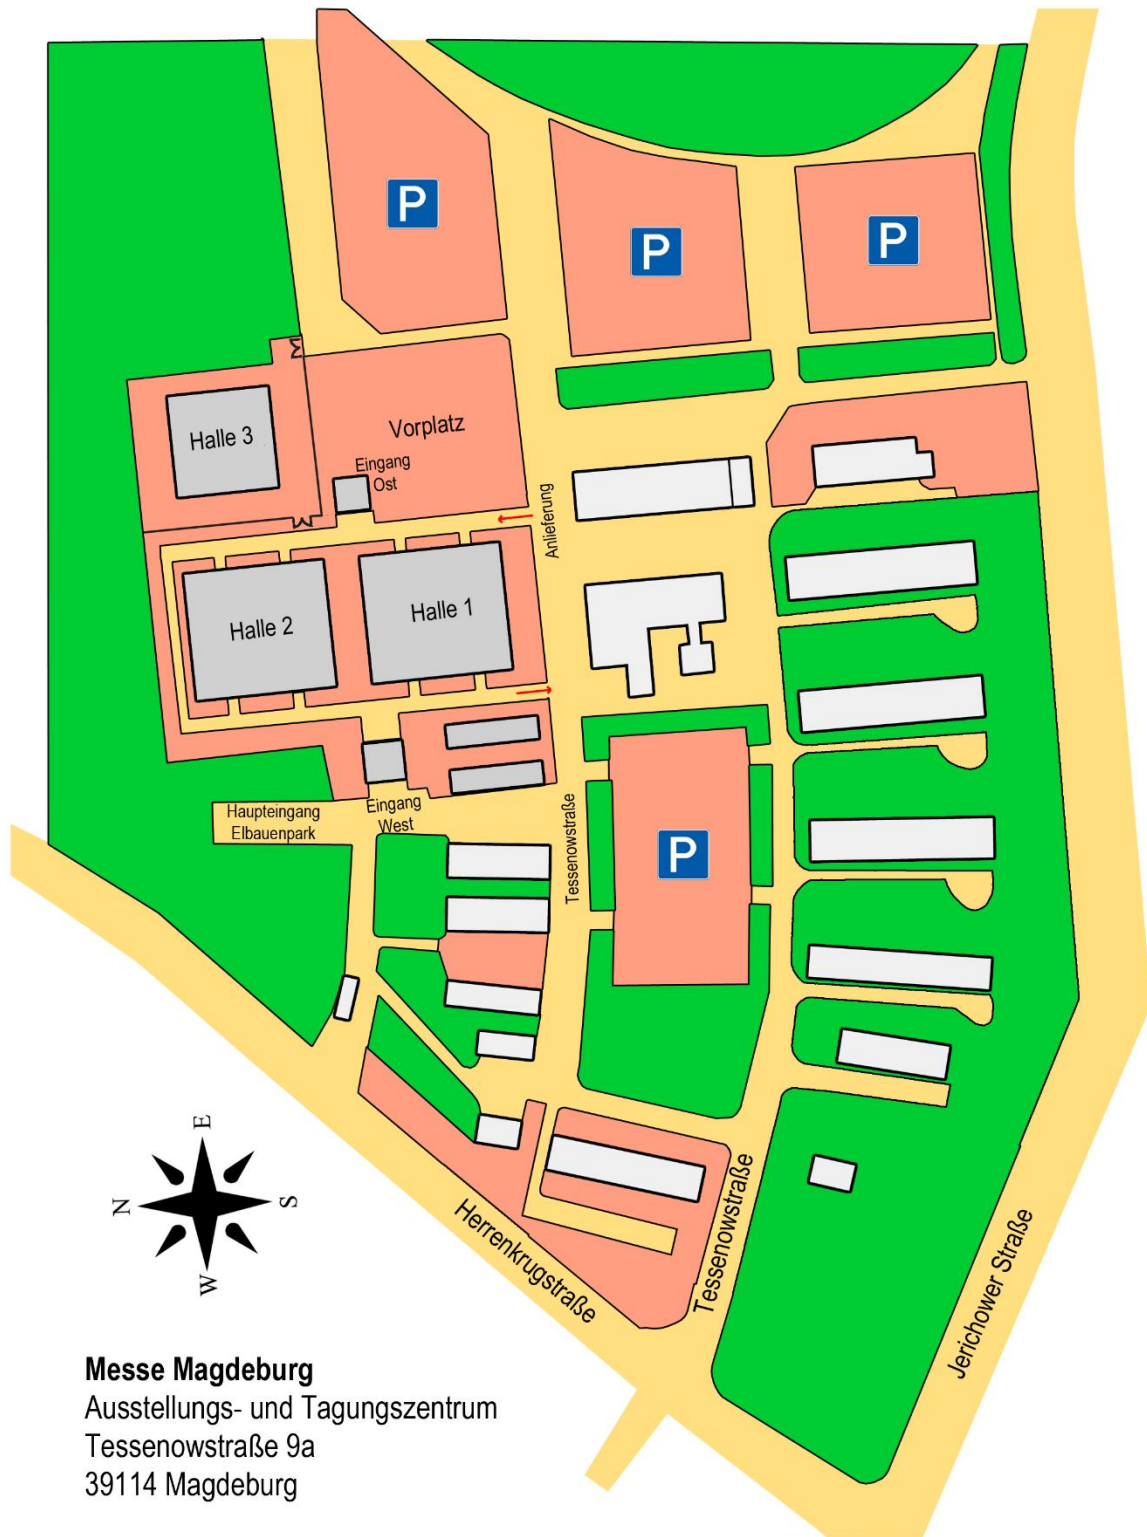 P
P
P
Halle 3
Vorplatz
Eingang
Ost
Anlieferung
Halle 2
Halle 1
Haupteingang
Elbauenpark
Eingang
West
Tessenowstraße
P
E
N
S
W
Herrenkrugstraße
Tessenowstraße
Jerichower Straße
Messe Magdeburg
Ausstellungs- und Tagungszentrum
Tessenowstraße 9a
39114 Magdeburg